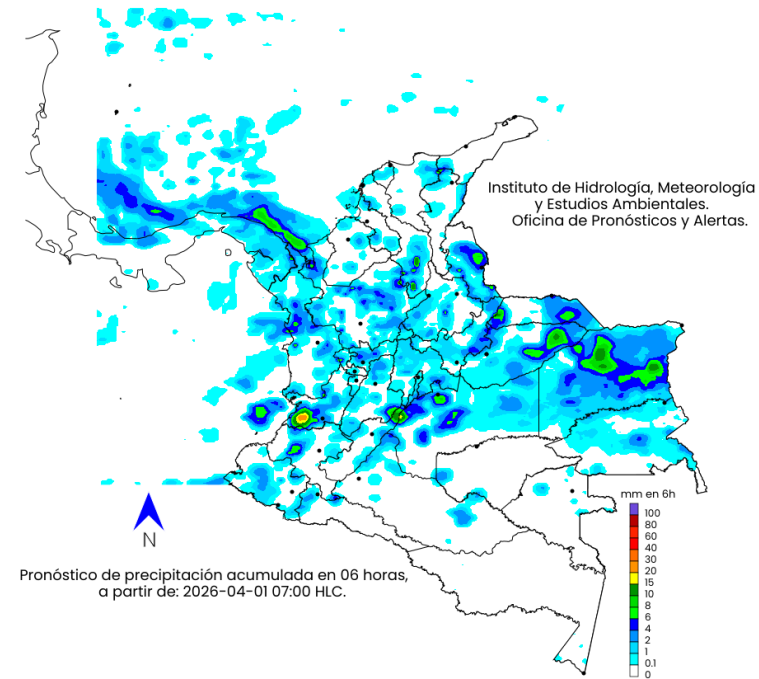 Instituto de Hidrología, Meteorología
y Estudios Ambientales.
Oficina de Pronósticos y Alertas.
mm en 6h
100
80
60
40
30
20
15
10
8
6
4
2
1
0.1
0
N
Pronóstico de precipitación acumulada en 06 horas,
a partir de: 2026-04-01 07:00 HLC.